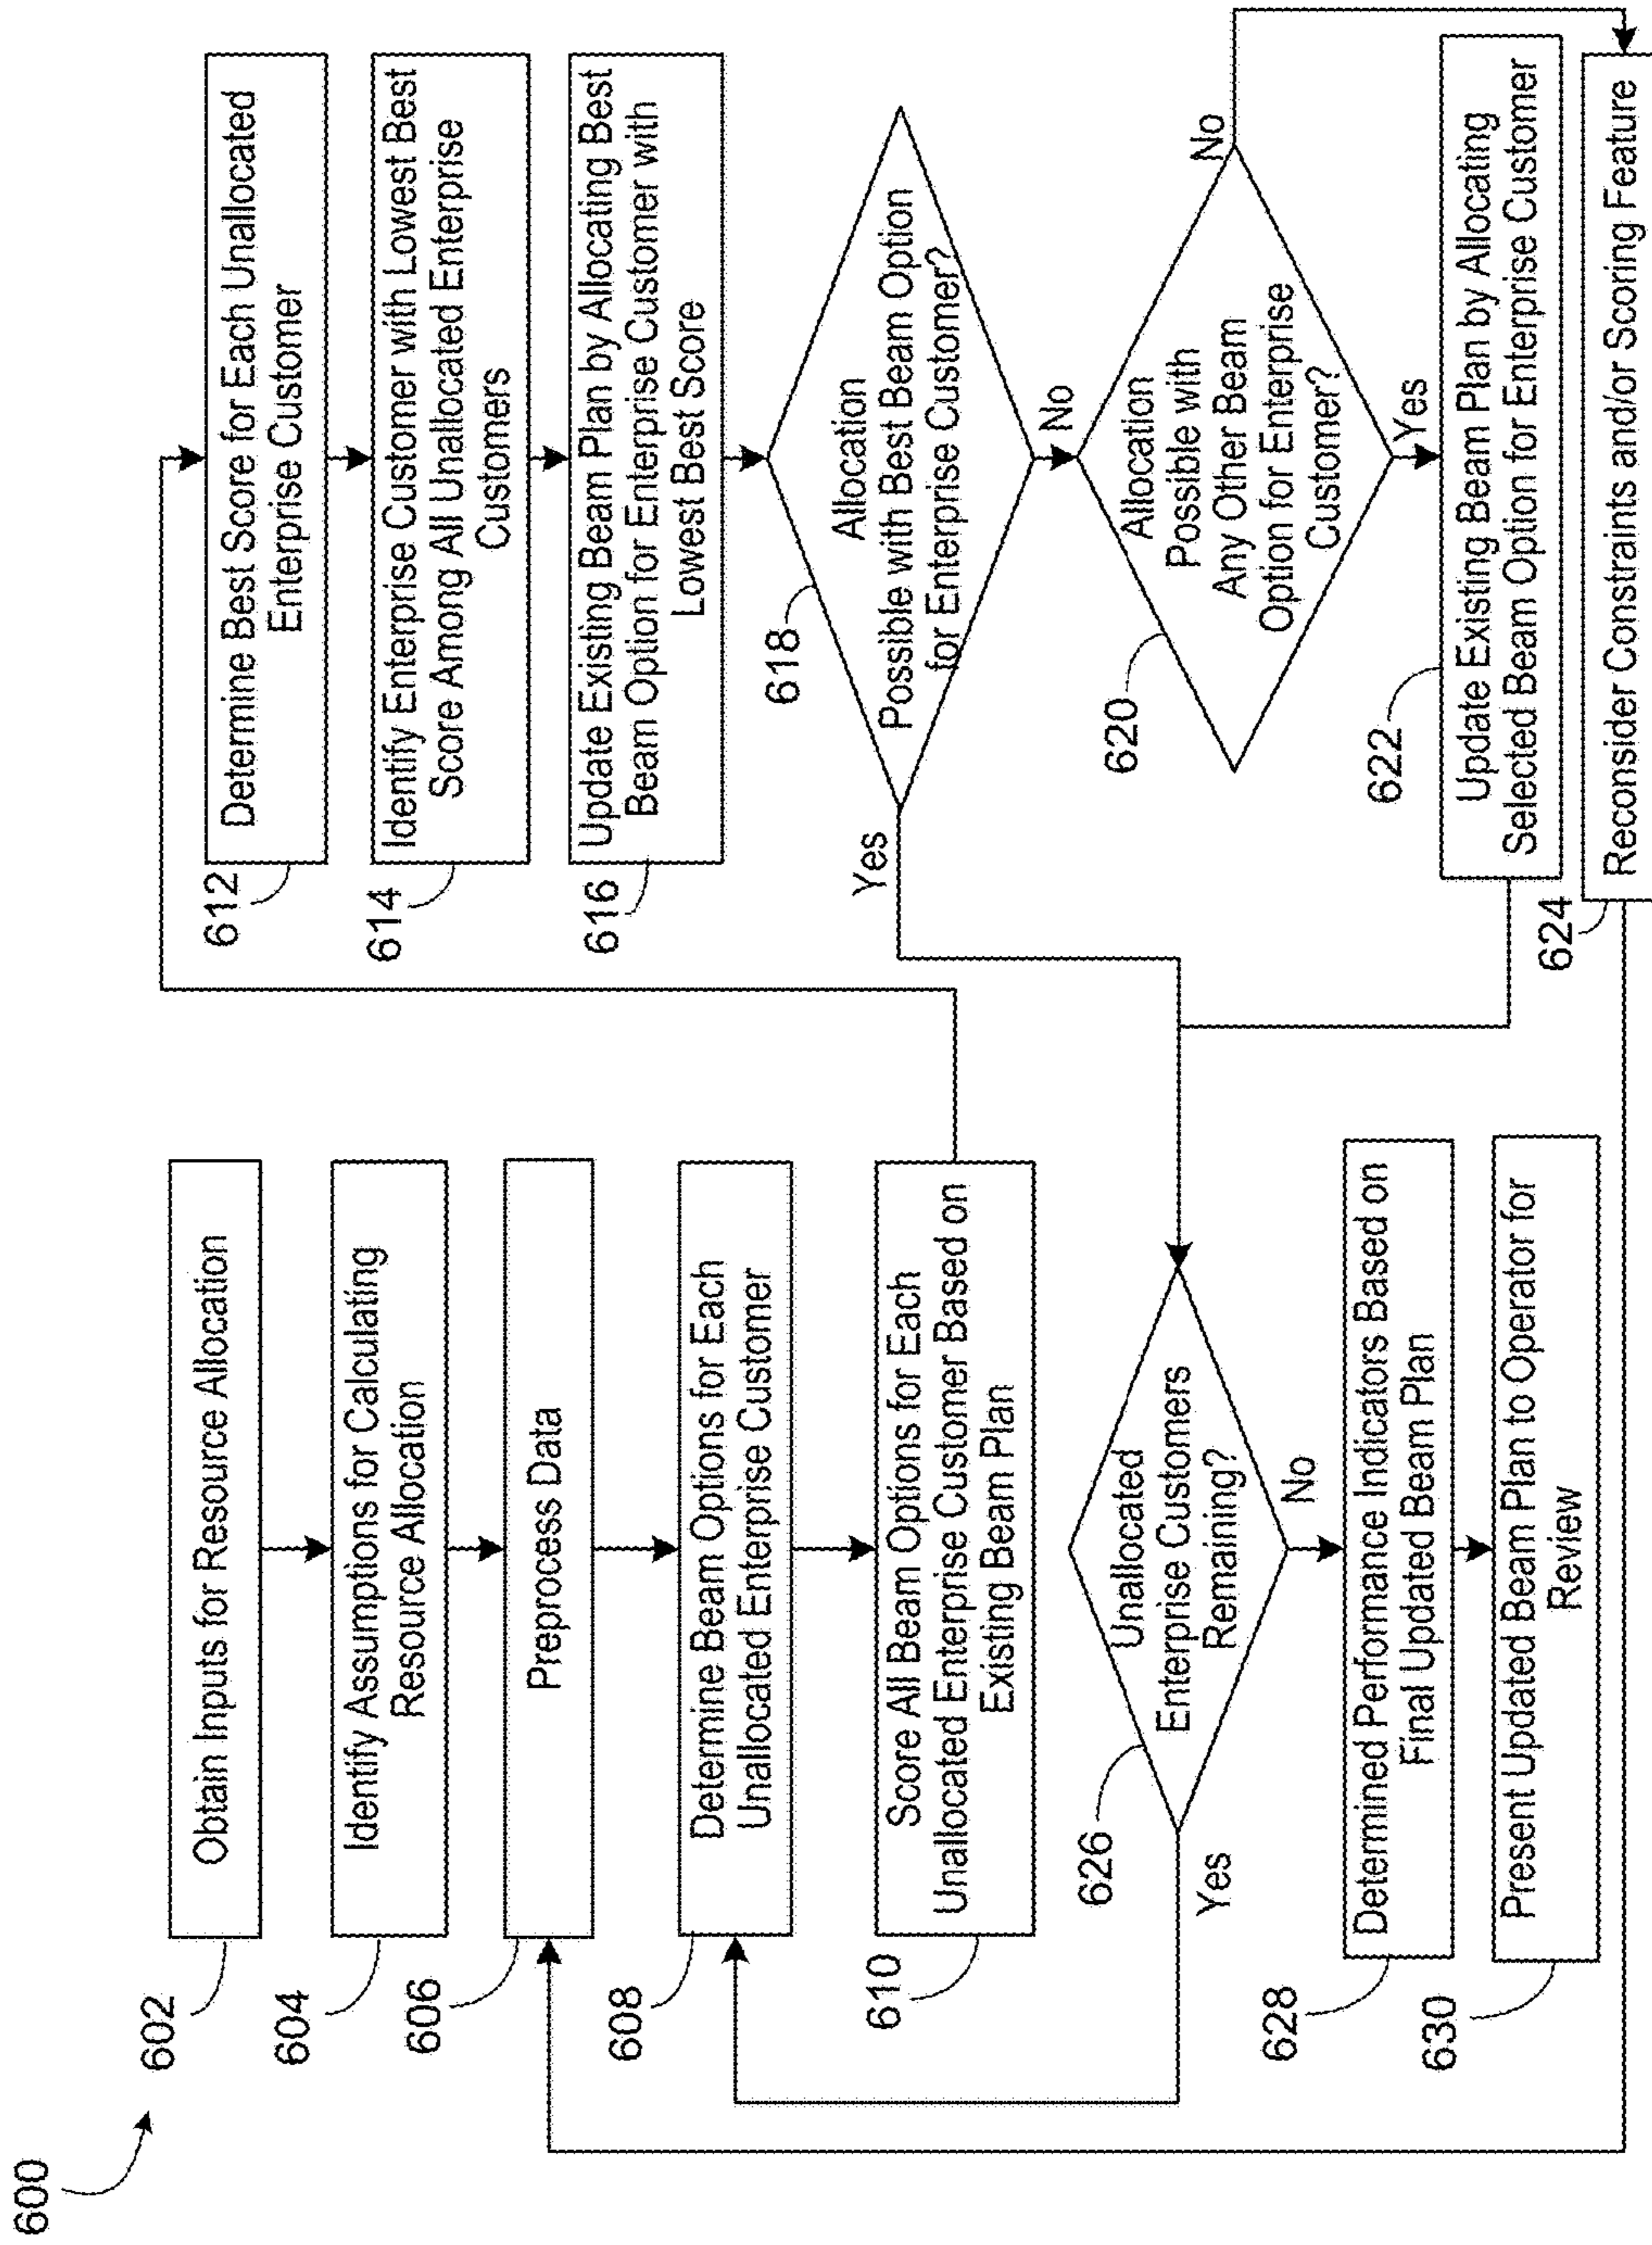 600
602
Obtain Inputs for Resource Allocation
604
Identify Assumptions for Calculating
Resource Allocation
606
Preprocess Data
608
Determine Beam Options for Each
Unallocated Enterprise Customer
610
Score All Beam Options for Each
Unallocated Enterprise Customer Based on
Existing Beam Plan
612
Determine Best Score for Each Unallocated
Enterprise Customer
614
Identify Enterprise Customer with Lowest Best
Score Among All Unallocated Enterprise
Customers
616
Update Existing Beam Plan by Allocating Best
Beam Option for Enterprise Customer with
Lowest Best Score
618
Allocation
Possible with Best Beam Option
for Enterprise Customer?
Yes
No
620
Allocation
Possible with
Any Other Beam
Option for Enterprise
Customer?
No
Yes
622
Update Existing Beam Plan by Allocating
Selected Beam Option for Enterprise Customer
624
Reconsider Constraints and/or Scoring Feature
626
Unallocated
Enterprise Customers
Remaining?
Yes
No
628
Determined Performance Indicators Based on
Final Updated Beam Plan
630
Present Updated Beam Plan to Operator for
Review